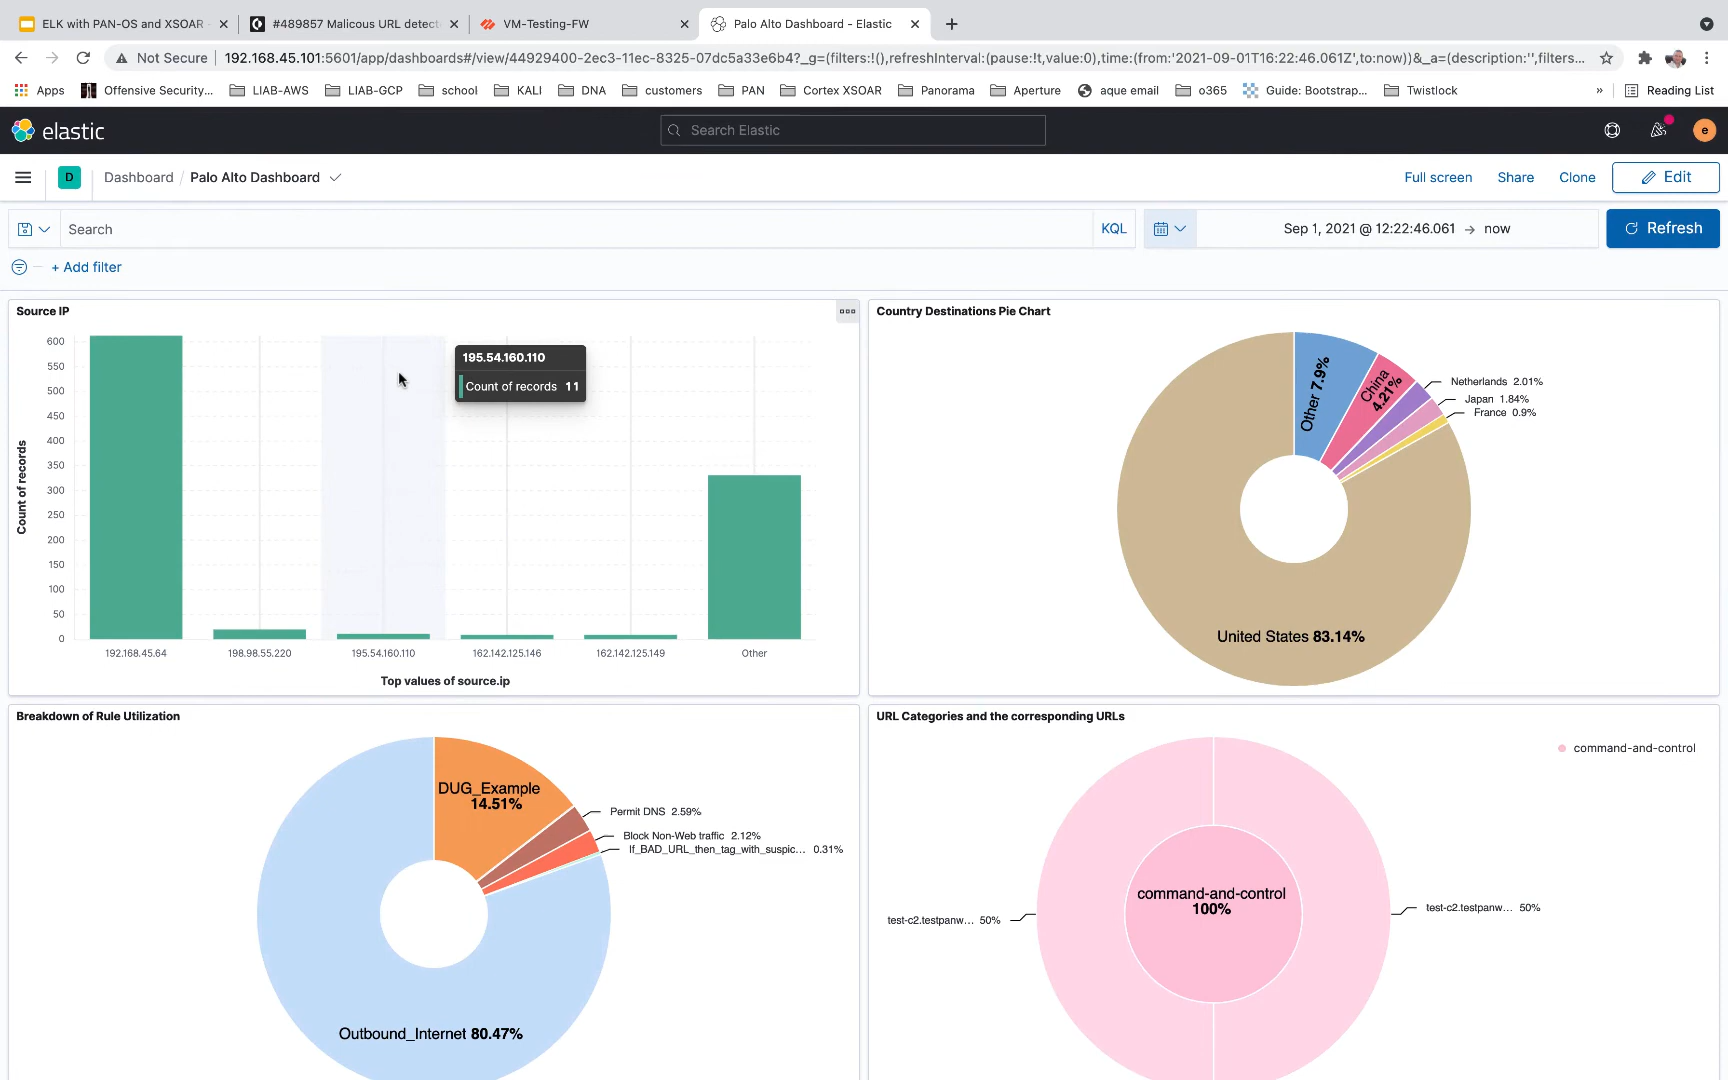 ELK with PAN-OS and XSOAR
#489857 Malicous URL detect
VM-Testing-FW
Palo Alto Dashboard - Elastic
Not Secure
192.168.45.101:5601/app/dashboards#/view/44929400-2ec3-11ec-8325-07dc5a33e6b4?_g=(filters:!(),refreshInterval:(pause:!t,value:0),time:(from:'2021-09-01T16:22:46.061Z',to:now))&_a=(description:'',filters...
Apps
Offensive Security...
LIAB-AWS
LIAB-GCP
school
KALI
DNA
customers
PAN
Cortex XSOAR
Panorama
Aperture
aque email
o365
Guide: Bootstrap...
Twistlock
»
Reading List
elastic
Search Elastic
e
D
Dashboard / Palo Alto Dashboard
Full screen
Share
Clone
Edit
Search
KQL
Sep 1, 2021 @ 12:22:46.061 → now
Refresh
+ Add filter
Source IP
600
550
500
450
400
350
300
250
200
150
100
50
0
Count of records
195.54.160.110
Count of records 11
192.168.45.64
198.98.55.220
195.54.160.110
162.142.125.146
162.142.125.149
Other
Top values of source.ip
Country Destinations Pie Chart
Other 7.9%
China
4.21%
Netherlands 2.01%
Japan 1.84%
France 0.9%
United States 83.14%
Breakdown of Rule Utilization
DUG_Example
14.51%
Permit DNS 2.59%
Block Non-Web traffic 2.12%
If_BAD_URL_then_tag_with_suspic... 0.31%
Outbound_Internet 80.47%
URL Categories and the corresponding URLs
command-and-control
command-and-control
100%
test-c2.testpanw... 50%
test-c2.testpanw... 50%